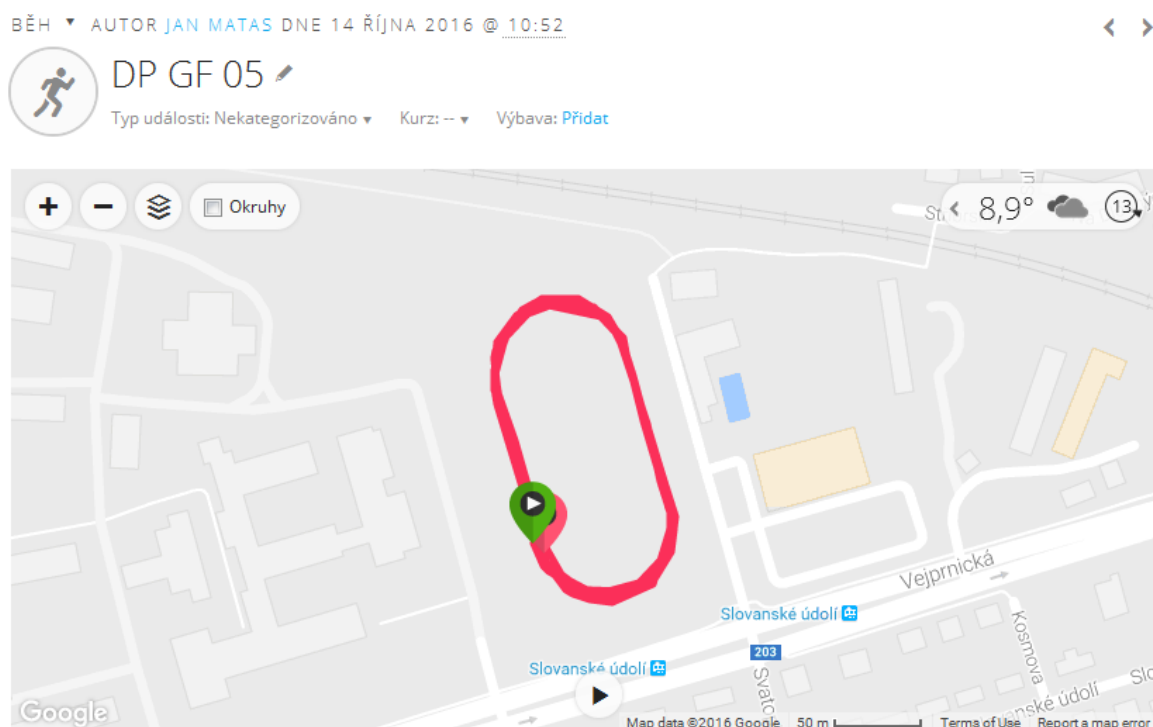 BĚH ▼ AUTOR JAN MATAS DNE 14 ŘÍJNA 2016 @ 10:52
DP GF 05
Typ události: Nekategorizováno ▾ Kurz: -- ▾ Výbava: Přidat
Okruhy
8,9° 13
Vejprnická
Slovanské údolí
203
Slovanské údolí
Kosmova
Svato
Google
Map data ©2016 Google 50 m Terms of Use Report a map error